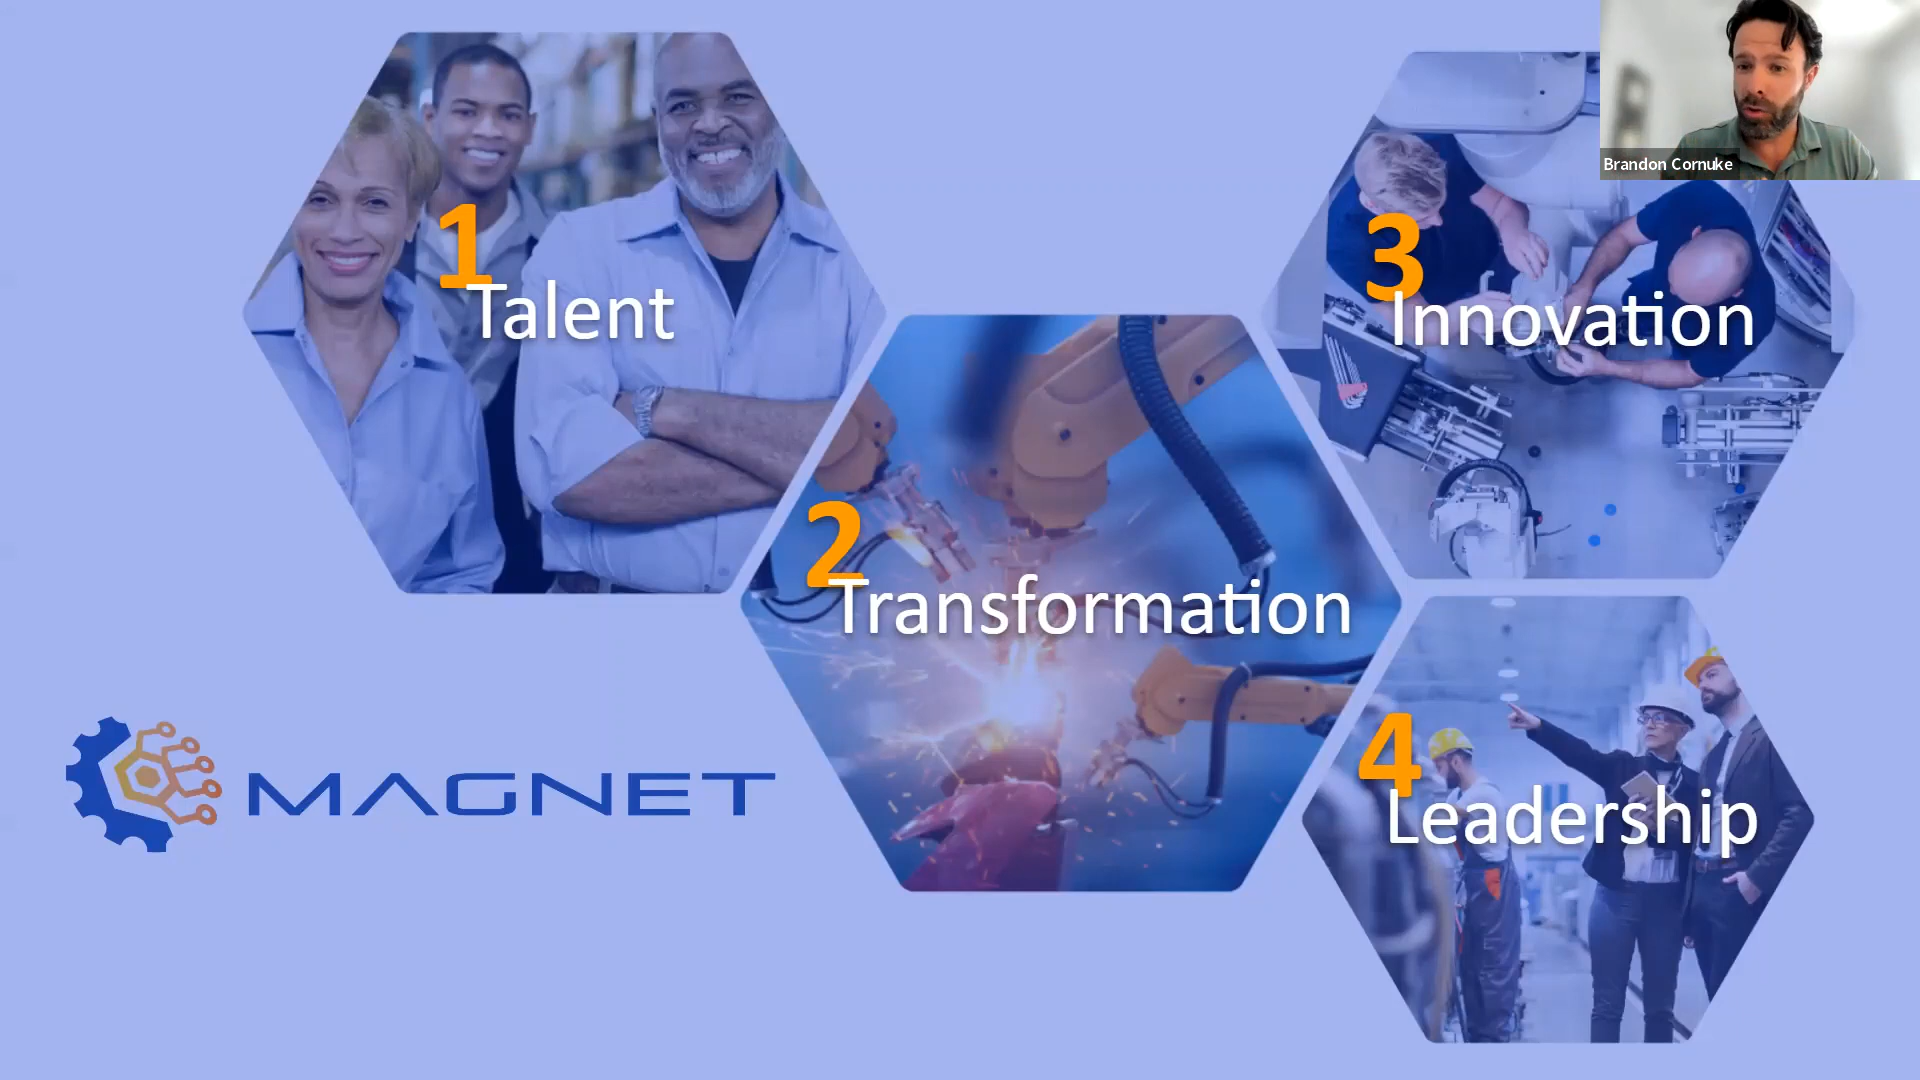 Brandon Cornuke
1
Talent
2
Transformation
3
Innovation
4
Leadership
MAGNET